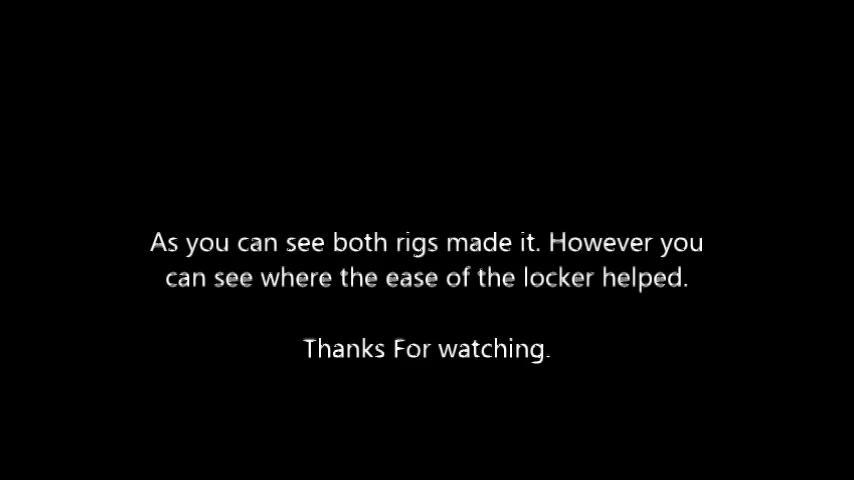 As you can see both rigs made it. However you
can see where the ease of the locker helped.
Thanks For watching.